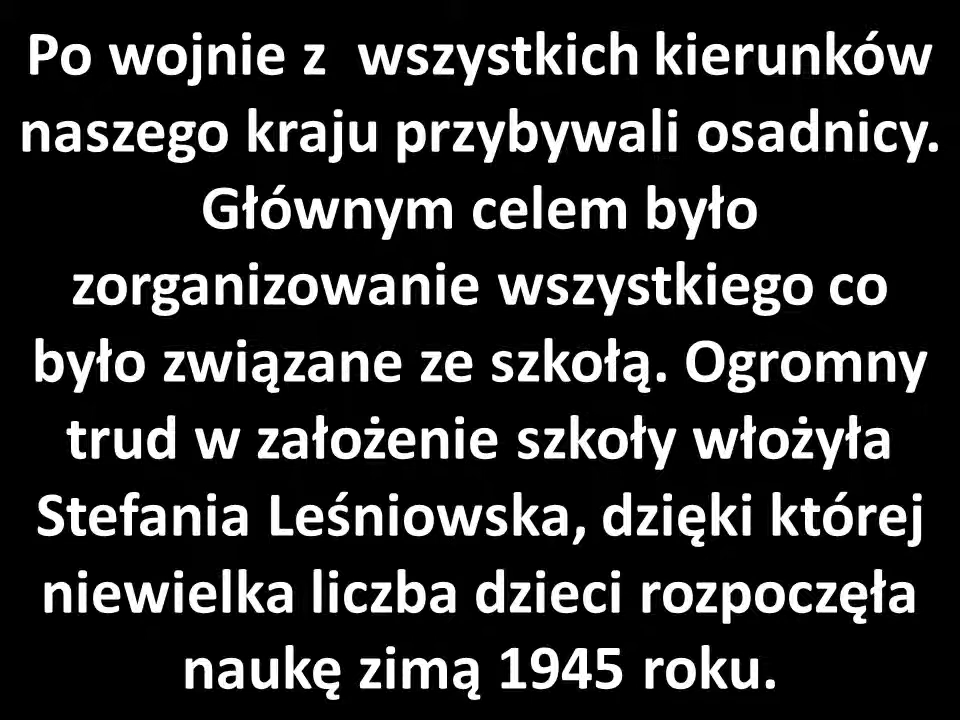 Po wojnie z  wszystkich kierunków
naszego kraju przybywali osadnicy.
Głównym celem było
zorganizowanie wszystkiego co
było związane ze szkołą. Ogromny
trud w założenie szkoły włożyła
Stefania Leśniowska, dzięki której
niewielka liczba dzieci rozpoczęła
naukę zimą 1945 roku.